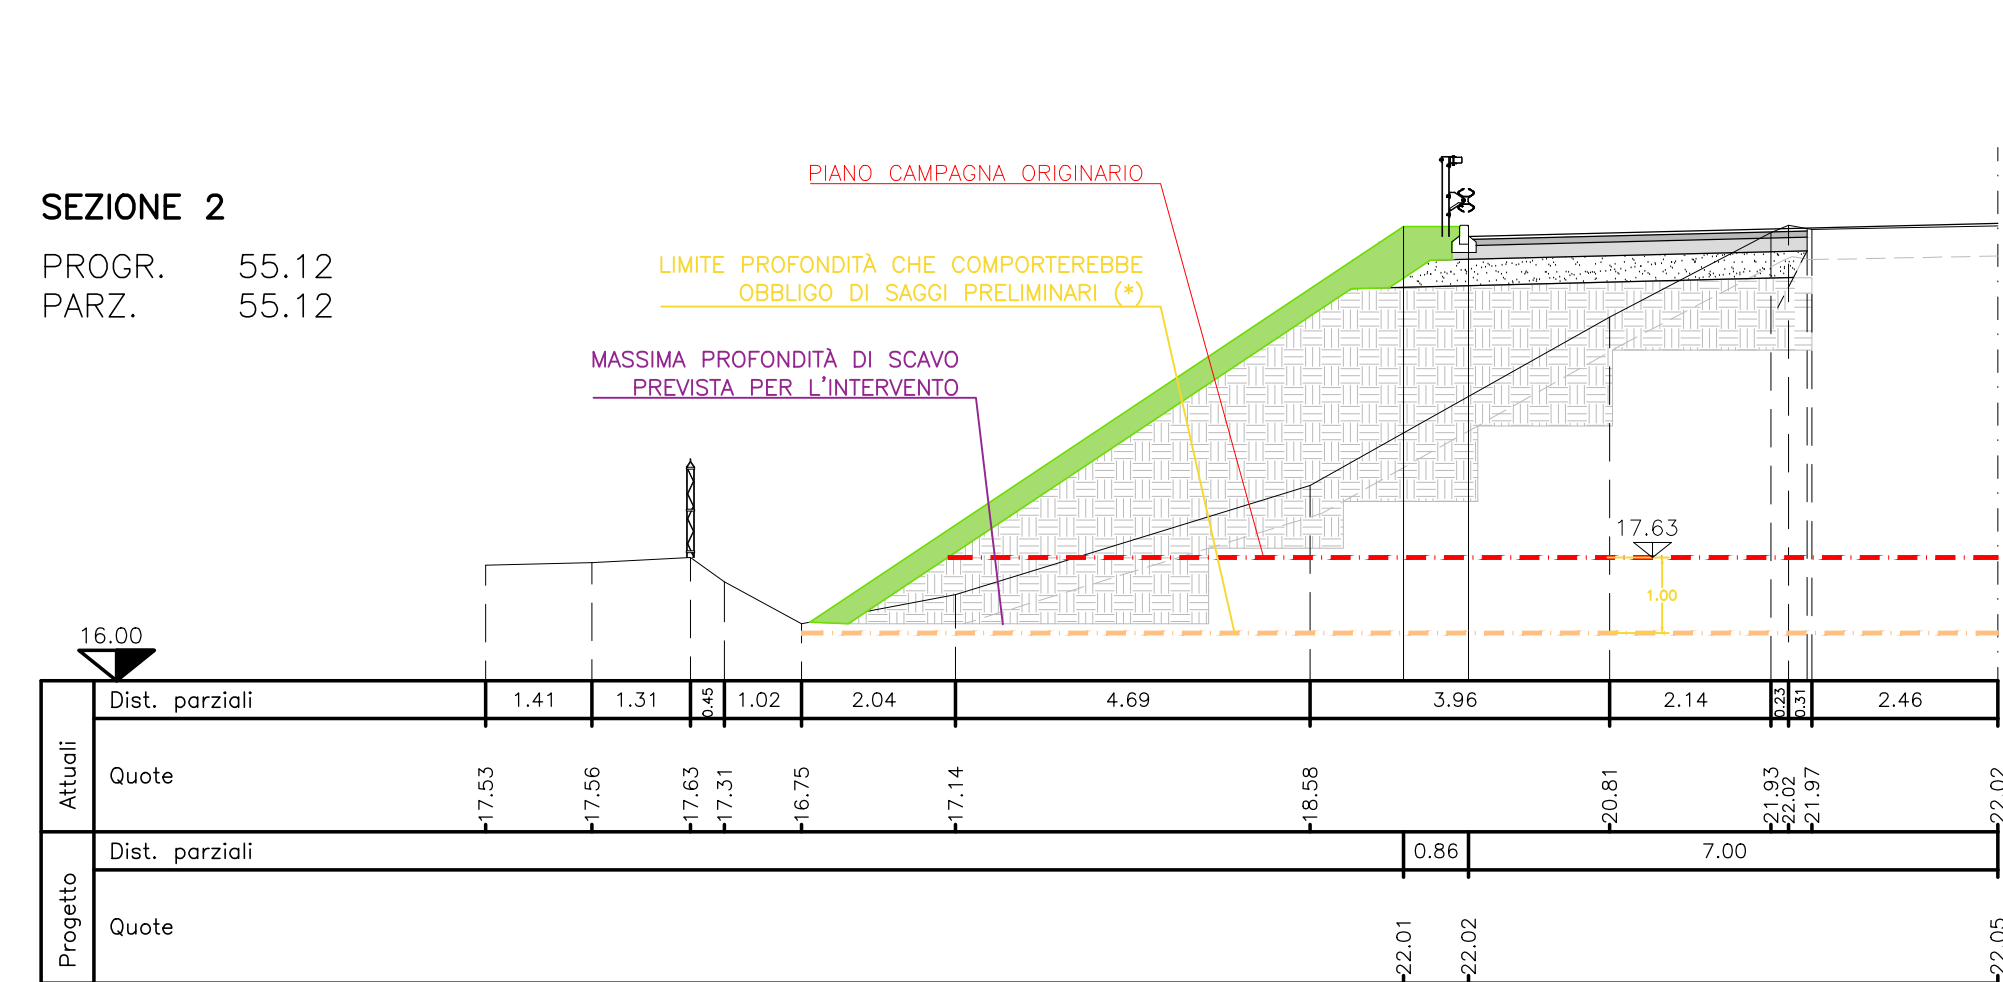 PIANO CAMPAGNA ORIGINARIO
SEZIONE 2
PROGR. 55.12
PARZ. 55.12
LIMITE PROFONDITÀ CHE COMPORTEREBBE
OBBLIGO DI SAGGI PRELIMINARI (*)
MASSIMA PROFONDITÀ DI SCAVO
PREVISTA PER L'INTERVENTO
17.63
1.00
16.00
Attuali
Dist. parziali 1.41 1.31 0.45 1.02 2.04 4.69 3.96 2.14 0.23 0.31 2.46
Quote 17.53 17.56 17.63 17.31 16.75 17.14 18.58 20.81 21.93 22.02 21.97 22.02
Progetto
Dist. parziali 0.86 7.00
Quote 22.01 22.02 22.05